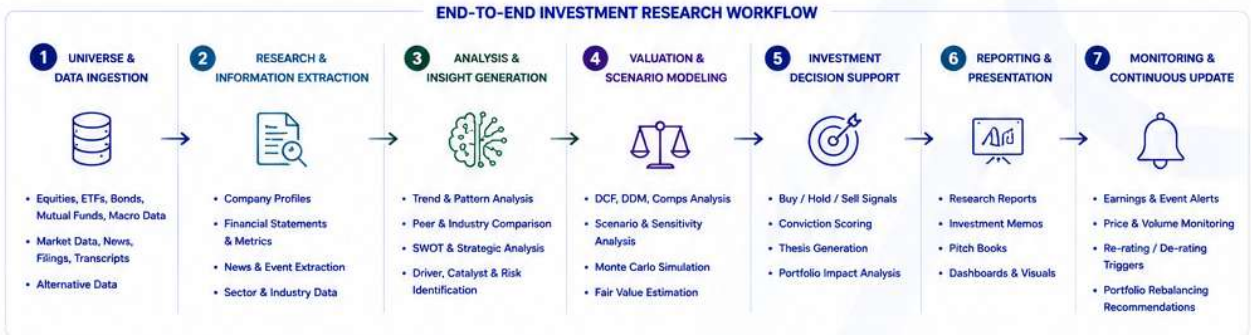 END-TO-END INVESTMENT RESEARCH WORKFLOW
1 UNIVERSE &
DATA INGESTION
• Equities, ETFs, Bonds,
Mutual Funds, Macro Data
• Market Data, News,
Filings, Transcripts
• Alternative Data
2 RESEARCH &
INFORMATION EXTRACTION
• Company Profiles
• Financial Statements
& Metrics
• News & Event Extraction
• Sector & Industry Data
3 ANALYSIS &
INSIGHT GENERATION
• Trend & Pattern Analysis
• Peer & Industry Comparison
• SWOT & Strategic Analysis
• Driver, Catalyst & Risk
Identification
4 VALUATION &
SCENARIO MODELING
• DCF, DDM, Comps Analysis
• Scenario & Sensitivity
Analysis
• Monte Carlo Simulation
• Fair Value Estimation
5 INVESTMENT
DECISION SUPPORT
• Buy / Hold / Sell Signals
• Conviction Scoring
• Thesis Generation
• Portfolio Impact Analysis
6 REPORTING &
PRESENTATION
• Research Reports
• Investment Memos
• Pitch Books
• Dashboards & Visuals
7 MONITORING &
CONTINUOUS UPDATE
• Earnings & Event Alerts
• Price & Volume Monitoring
• Re-rating / De-rating
Triggers
• Portfolio Rebalancing
Recommendations